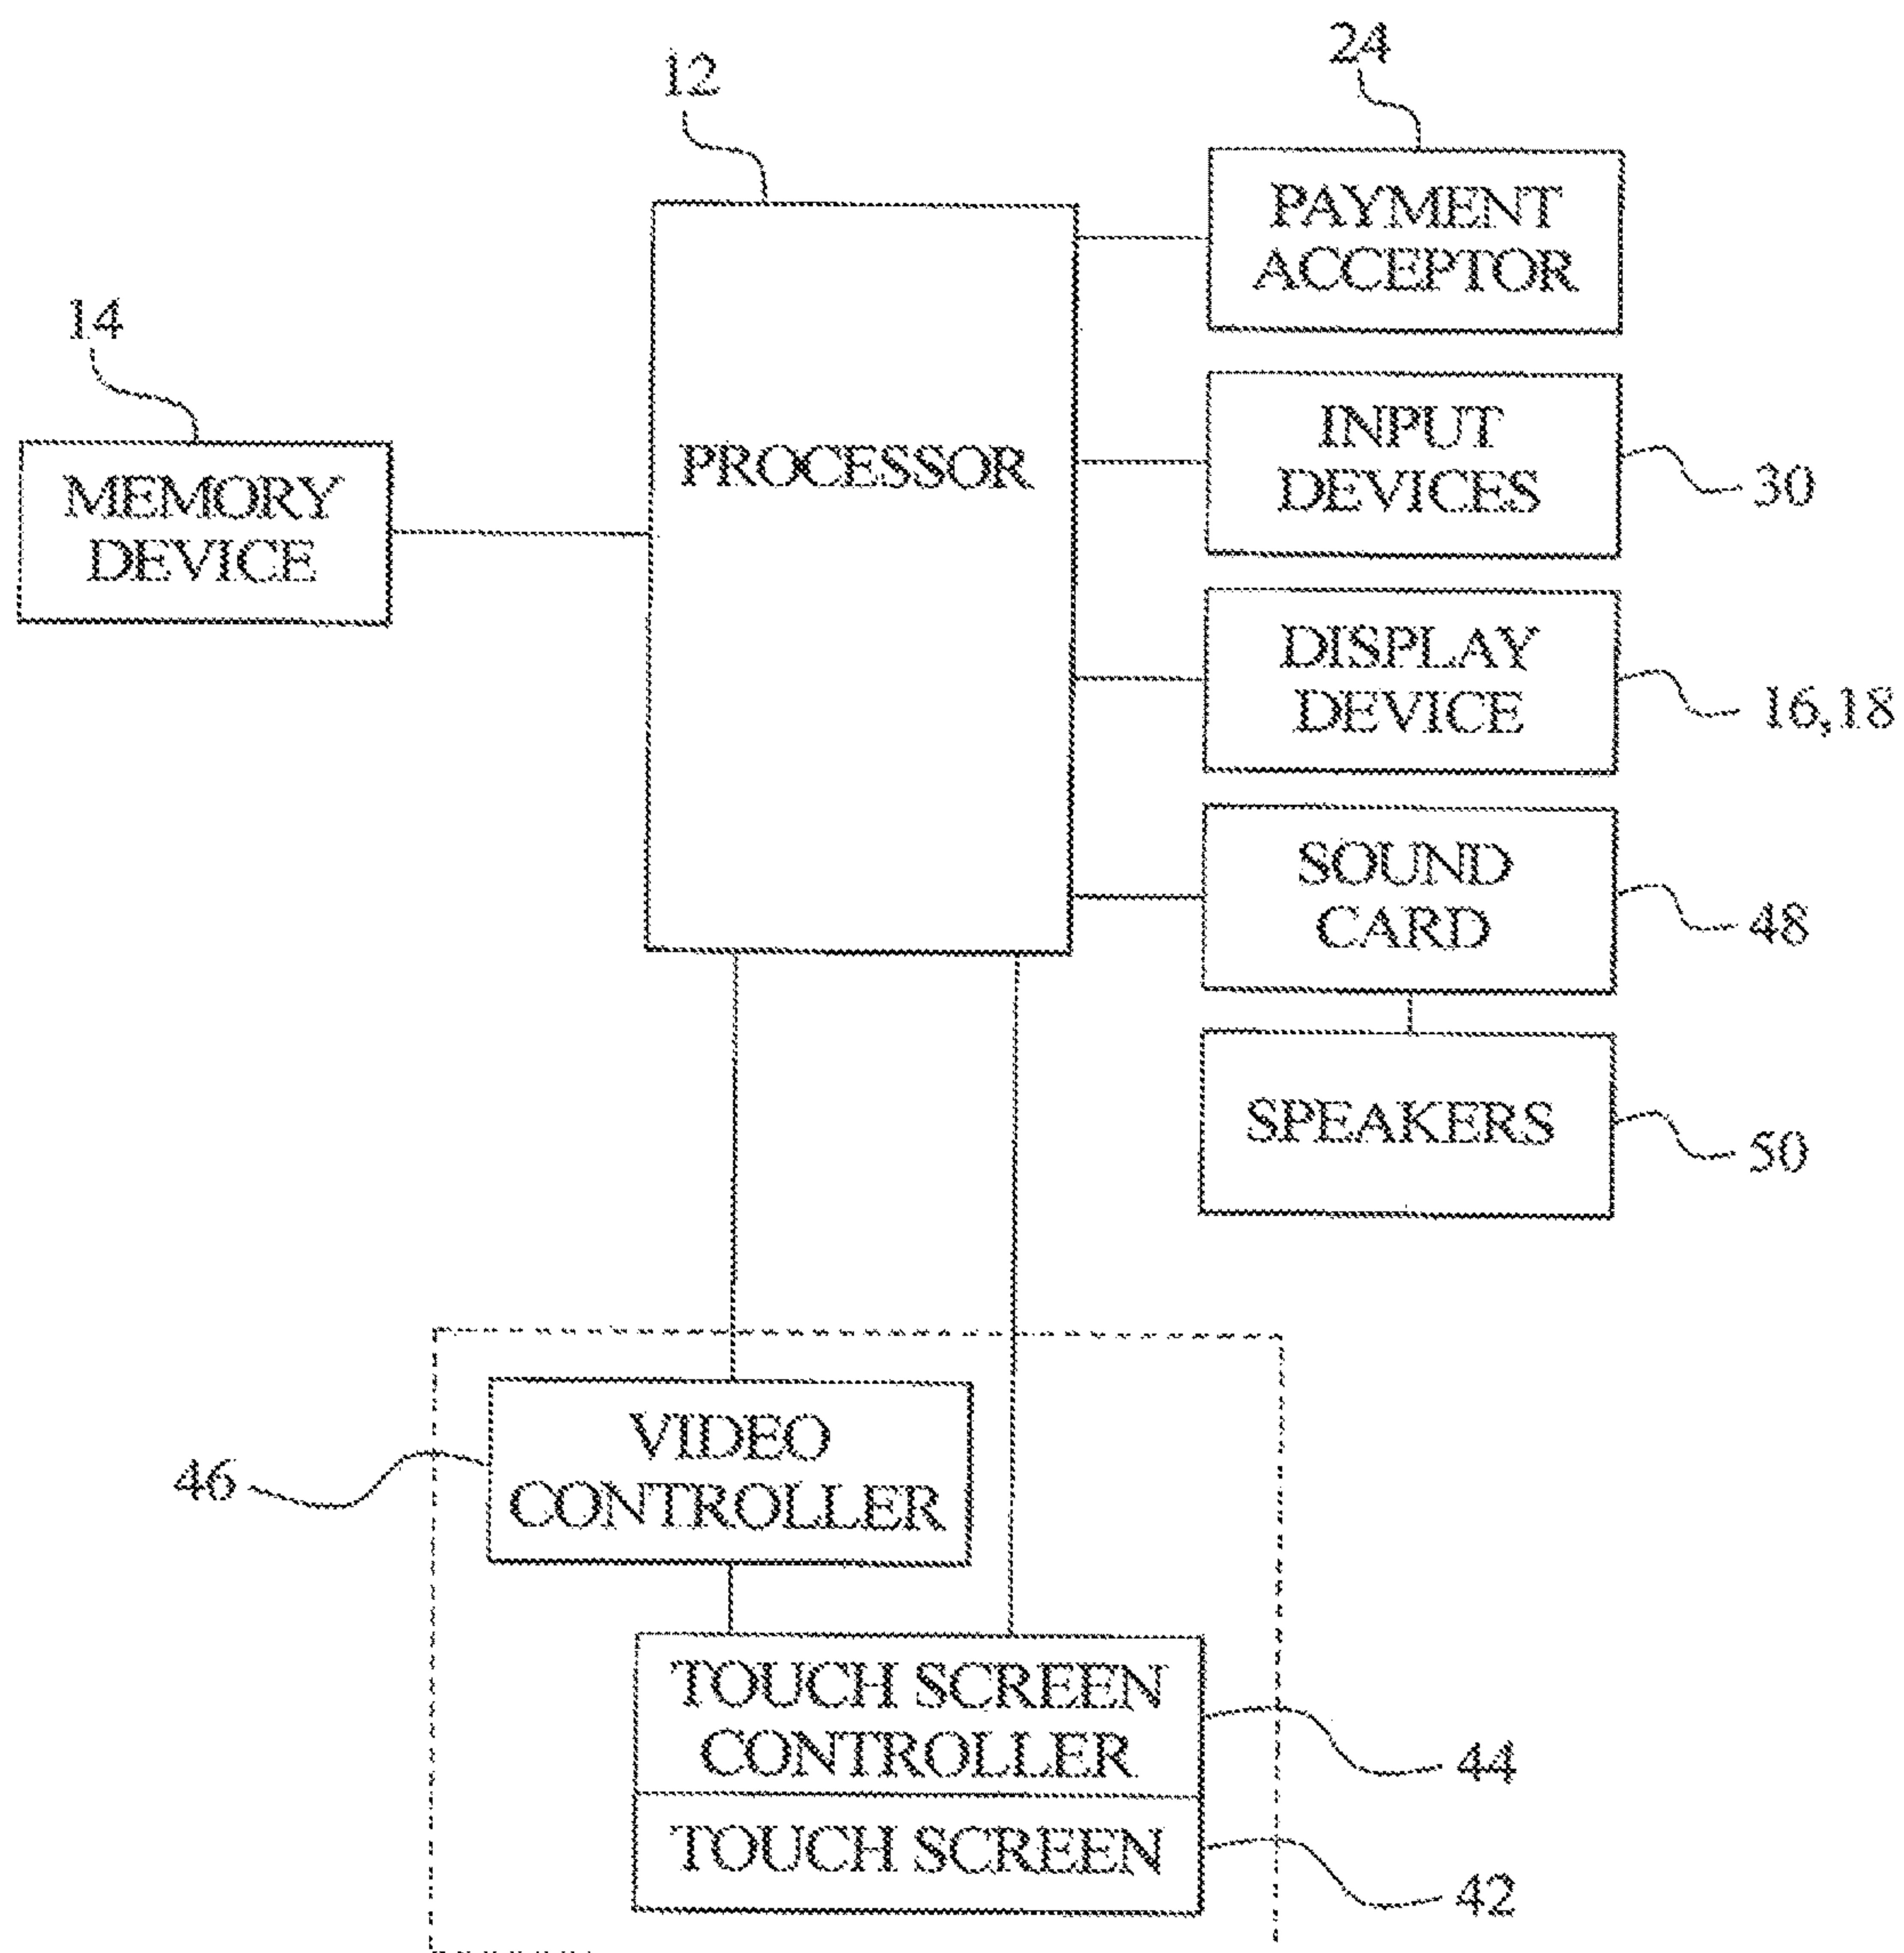 24
12
PAYMENT
ACCEPTOR
14
INPUT
DEVICES
30
PROCESSOR
MEMORY
DEVICE
DISPLAY
DEVICE
16,18
SOUND
CARD
48
SPEAKERS
50
VIDEO
CONTROLLER
46
TOUCH SCREEN
CONTROLLER
44
TOUCH SCREEN
42